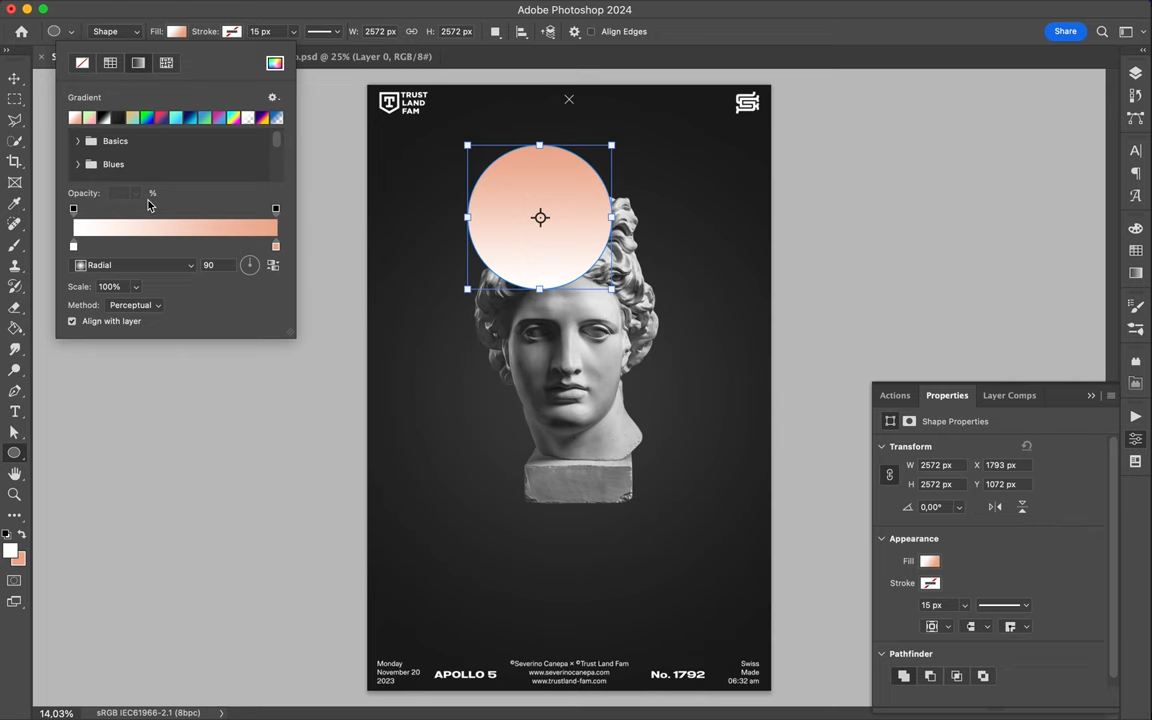 Adobe Photoshop 2024
Shape Fill: Stroke: 15 px W: 2572 px H: 2572 px Align Edges Share
.psd @ 25% (Layer 0, RGB/8#)
Gradient
Basics
Blues
Opacity: %
Radial 90
Scale: 100%
Method: Perceptual
Align with layer
TRUST
LAND
FAM
Actions Properties Layer Comps
Shape Properties
Transform
W 2572 px X 1793 px
H 2572 px Y 1072 px
0,00°
Appearance
Fill
Stroke
15 px
Pathfinder
Monday
November 20
2023
APOLLO 5
©Severino Canepa × ©Trust Land Fam
www.severinocanepa.com
www.trustland-fam.com
No. 1792
Swiss
Made
06:32 am
14,03% sRGB IEC61966-2.1 (8bpc)